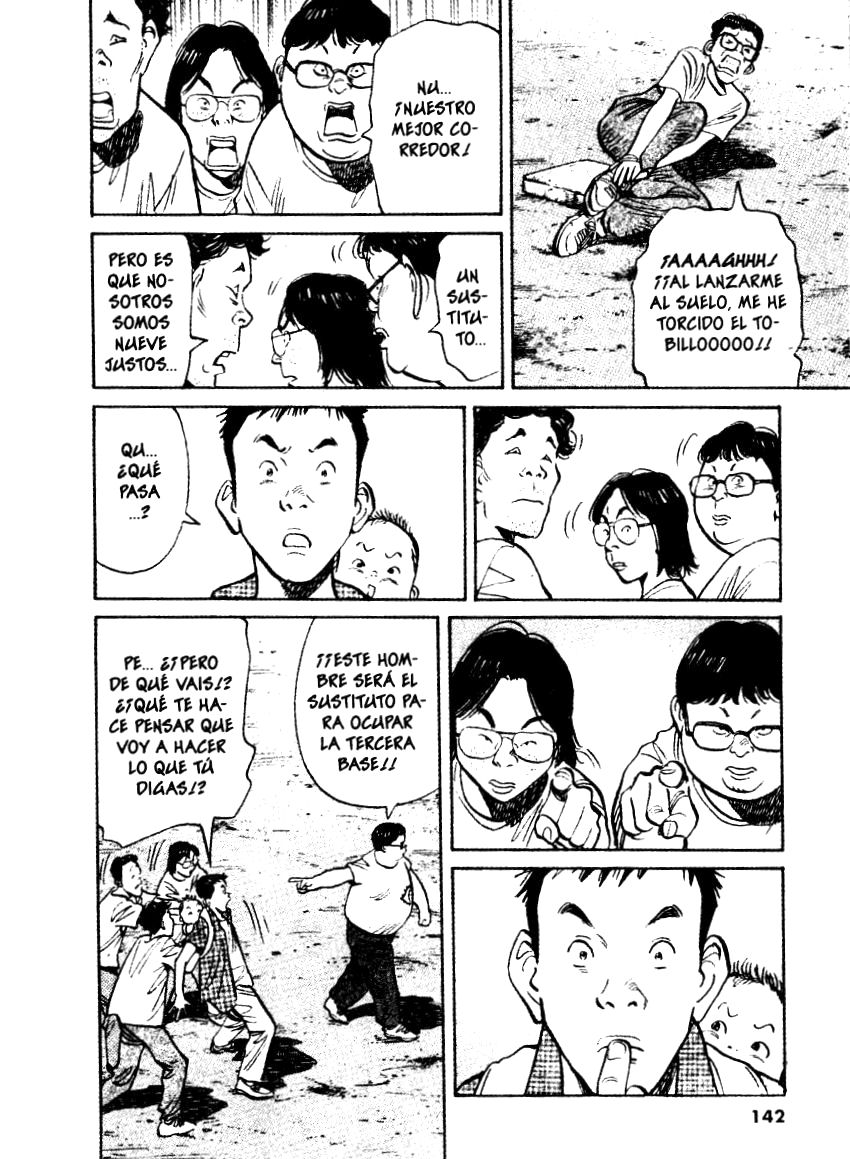 ¡AAAAGHHH!
¡¡AL LANZARME
AL SUELO, ME HE
TORCIDO EL TO-
BILLOOOOO!!
NU...
¡NUESTRO
MEJOR CO-
RREDOR!
UN
SUS-
TITU-
TO...
PERO ES
QUE NO-
SOTROS
SOMOS
NUEVE
JUSTOS...
QU...
¿QUÉ
PASA
...?
¡¡ESTE HOM-
BRE SERÁ EL
SUSTITUTO PA-
RA OCUPAR
LA TERCERA
BASE!!
PE... ¿¡PERO
DE QUÉ VAIS!?
¿¡QUÉ TE HA-
CE PENSAR QUE
VOY A HACER
LO QUE TÚ
DIGAS!?
142